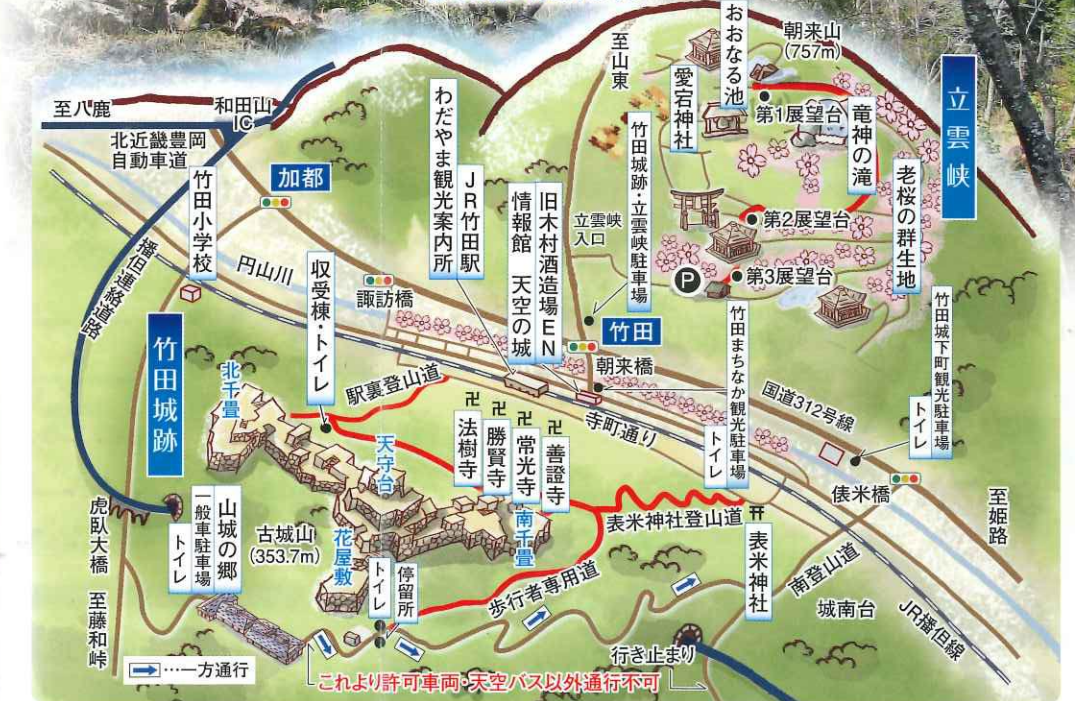 至八鹿
和田山
IC
北近畿豊岡
自動車道
加都
竹田小学校
播但連絡道路
円山川
諏訪橋
わだやま観光案内所
JR竹田駅
情報館 天空の城
旧木村酒造場EN
至山東
立雲峡
入口
竹田城跡・立雲峡駐車場
愛宕神社
おおなる池
朝来山
(757m)
第1展望台
竜神の滝
立雲峡
老桜の群生地
第2展望台
P
第3展望台
竹田
朝来橋
竹田まちなか観光駐車場
トイレ
国道312号線
竹田城下町観光駐車場
トイレ
俵米橋
至姫路
寺町通り
竹田城跡
北千畳
収受棟・トイレ
駅裏登山道
天守台
卍
法樹寺
卍
勝賢寺
卍
常光寺
卍
善證寺
南千畳
花屋敷
古城山
(353.7m)
表米神社登山道
表米神社
歩行者専用道
南登山道
城南台
JR播但線
虎臥大橋
至藤和峠
山城の郷
一般車駐車場
トイレ
停留所
トイレ
行き止まり
…一方通行
これより許可車両・天空バス以外通行不可